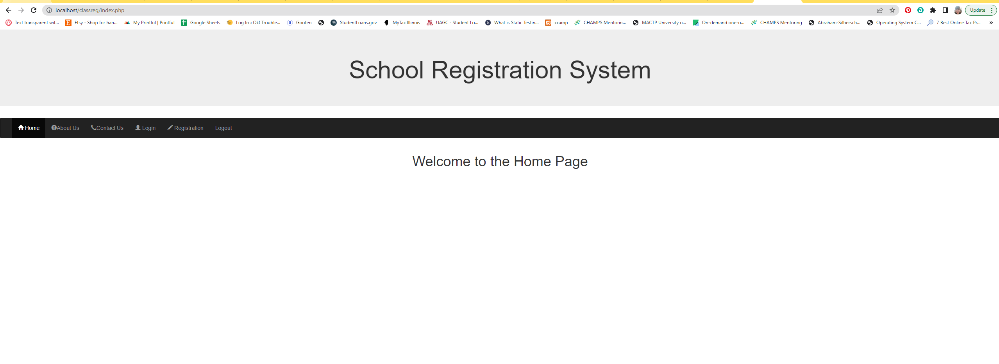 localhost/classreg/index.php
Update
Text transparent wit... Etsy - Shop for han... My Printful | Printful Google Sheets Log In ‹ Ok! Trouble... Gooten StudentLoans.gov MyTax Illinois UAGC - Student Lo... What is Static Testin... xxamp CHAMPS Mentorin... MACTP University o... On-demand one-o... CHAMPS Mentoring Abraham-Silbersch... Operating System C... 7 Best Online Tax Pr... »
School Registration System
Home About Us Contact Us Login Registration Logout
Welcome to the Home Page